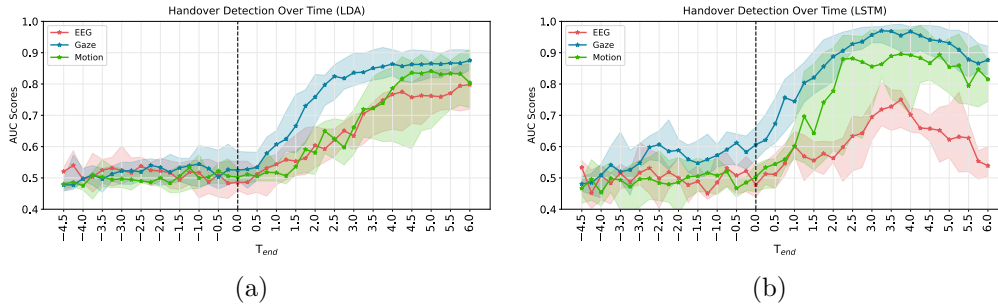 Handover Detection Over Time (LDA)
EEG
Gaze
Motion
AUC Scores
1.0
0.9
0.8
0.7
0.6
0.5
0.4
−4.5 −4.0 −3.5 −3.0 −2.5 −2.0 −1.5 −1.0 −0.5 0.0 0.5 1.0 1.5 2.0 2.5 3.0 3.5 4.0 4.5 5.0 5.5 6.0
T_end
(a)
Handover Detection Over Time (LSTM)
EEG
Gaze
Motion
AUC Scores
1.0
0.9
0.8
0.7
0.6
0.5
0.4
−4.5 −4.0 −3.5 −3.0 −2.5 −2.0 −1.5 −1.0 −0.5 0.0 0.5 1.0 1.5 2.0 2.5 3.0 3.5 4.0 4.5 5.0 5.5 6.0
T_end
(b)